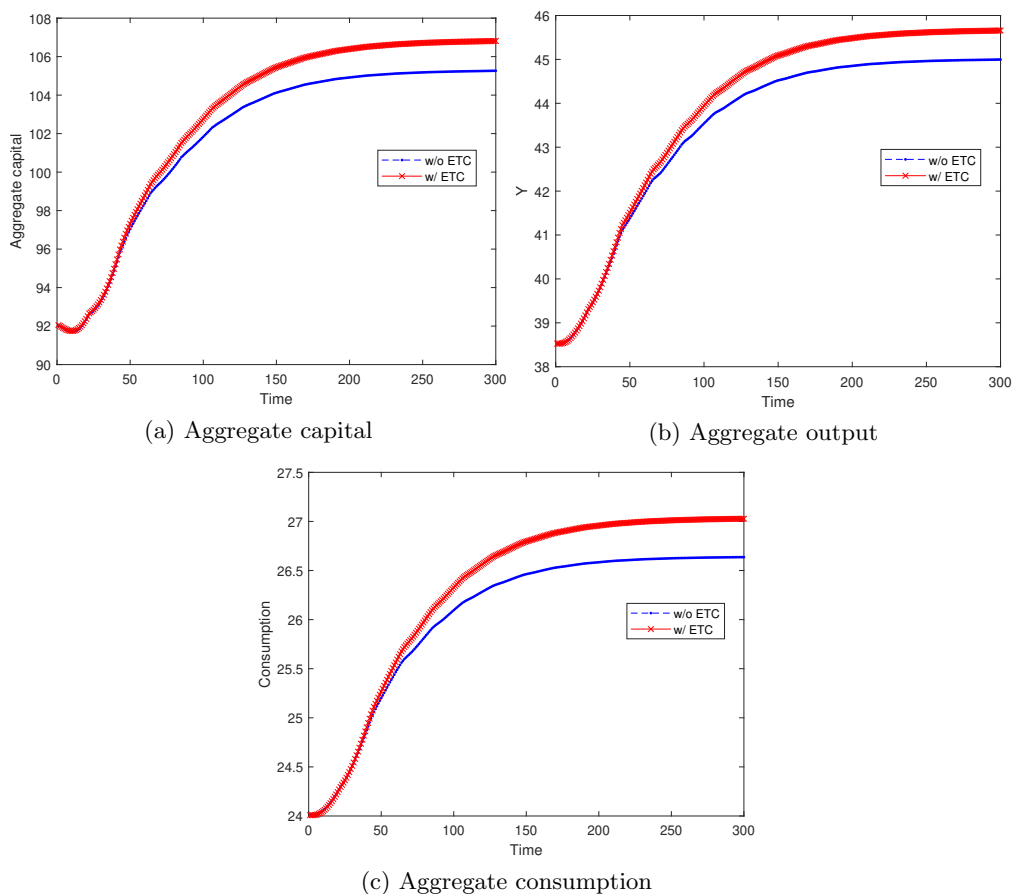 108
106
104
102
100
98
96
94
92
90
0 50 100 150 200 250 300
Aggregate capital
Time
w/o ETC
w/ ETC
(a) Aggregate capital
46
45
44
43
42
41
40
39
38
0 50 100 150 200 250 300
Y
Time
w/o ETC
w/ ETC
(b) Aggregate output
27.5
27
26.5
26
25.5
25
24.5
24
0 50 100 150 200 250 300
Consumption
Time
w/o ETC
w/ ETC
(c) Aggregate consumption